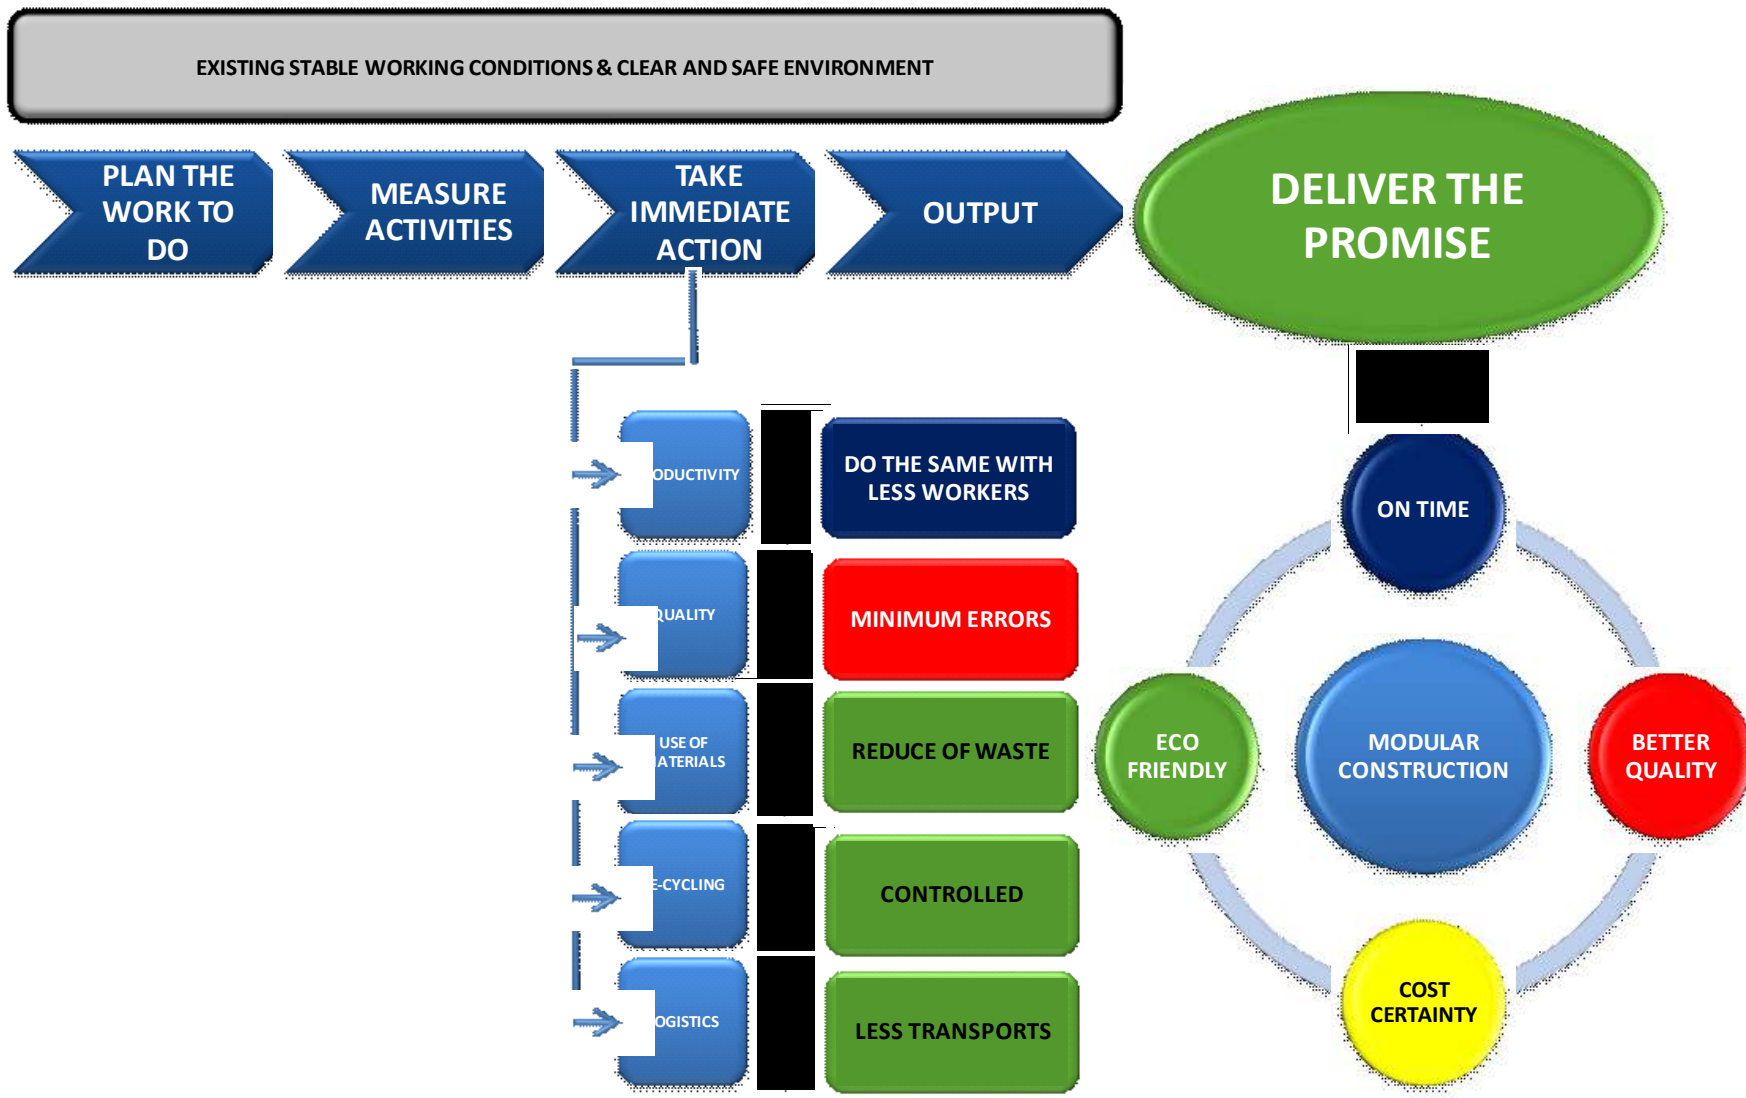 EXISTING STABLE WORKING CONDITIONS & CLEAR AND SAFE ENVIRONMENT
PLAN THE
WORK TO
DO
MEASURE
ACTIVITIES
TAKE
IMMEDIATE
ACTION
OUTPUT
DELIVER THE
PROMISE
ODUCTIVITY
DO THE SAME WITH
LESS WORKERS
QUALITY
MINIMUM ERRORS
USE OF
ATERIALS
REDUCE OF WASTE
E-CYCLING
CONTROLLED
OGISTICS
LESS TRANSPORTS
ON TIME
ECO
FRIENDLY
MODULAR
CONSTRUCTION
BETTER
QUALITY
COST
CERTAINTY